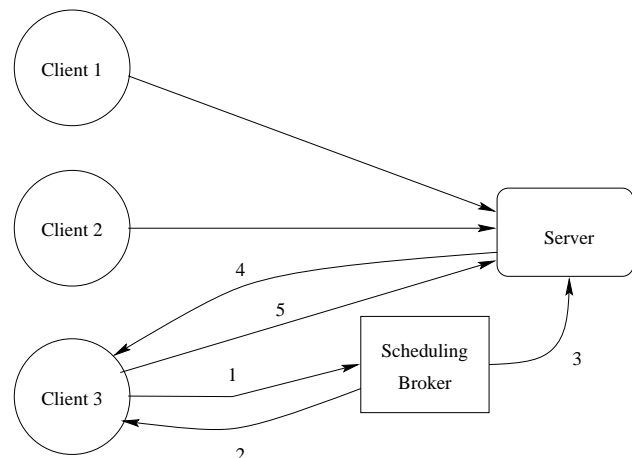 Client 1
Client 2
Server
4
5
Scheduling
Broker
3
1
Client 3
2